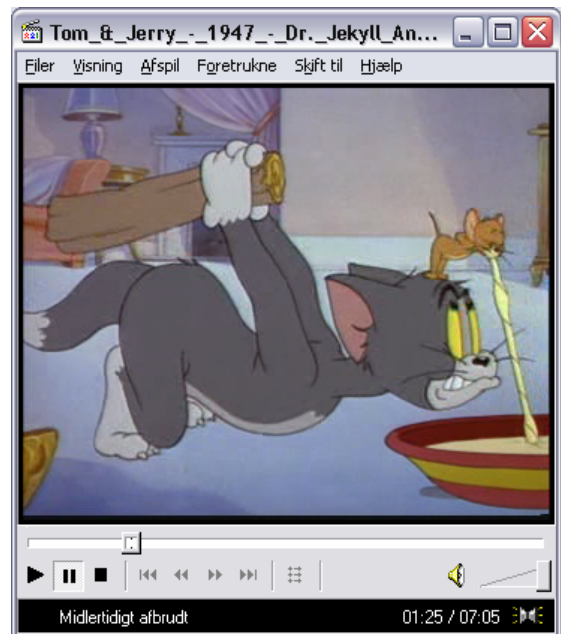 Tom_&_Jerry_-_1947_-_Dr._Jekyll_An...
Filer Visning Afspil Foretrukne Skift til Hjælp
Midlertidigt afbrudt 01:25 / 07:05